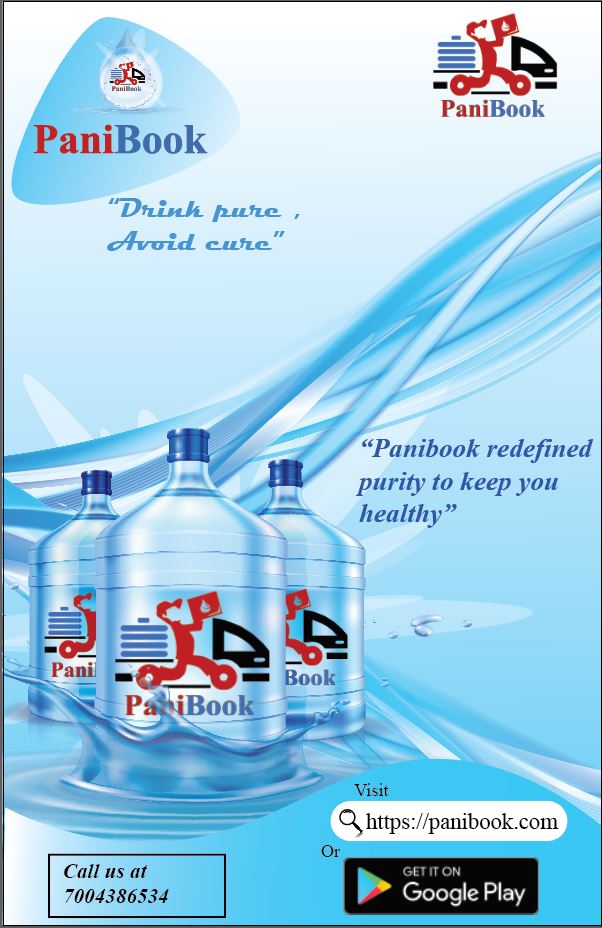 PaniBook
PaniBook
PaniBook
“Drink pure ,
Avoid cure”
“Panibook redefined
purity to keep you
healthy”
Pani
PaniBook
Book
Visit
https://panibook.com
Or
Call us at
7004386534
GET IT ON
Google Play